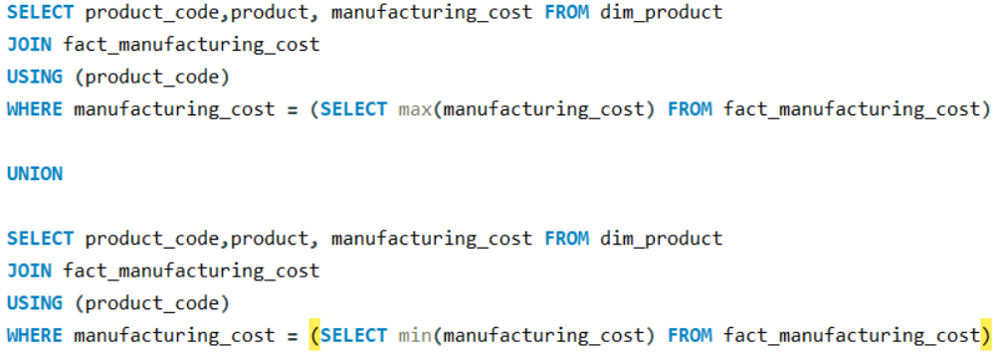 SELECT product_code,product, manufacturing_cost FROM dim_product
JOIN fact_manufacturing_cost
USING (product_code)
WHERE manufacturing_cost = (SELECT max(manufacturing_cost) FROM fact_manufacturing_cost)
UNION
SELECT product_code,product, manufacturing_cost FROM dim_product
JOIN fact_manufacturing_cost
USING (product_code)
WHERE manufacturing_cost = (SELECT min(manufacturing_cost) FROM fact_manufacturing_cost)